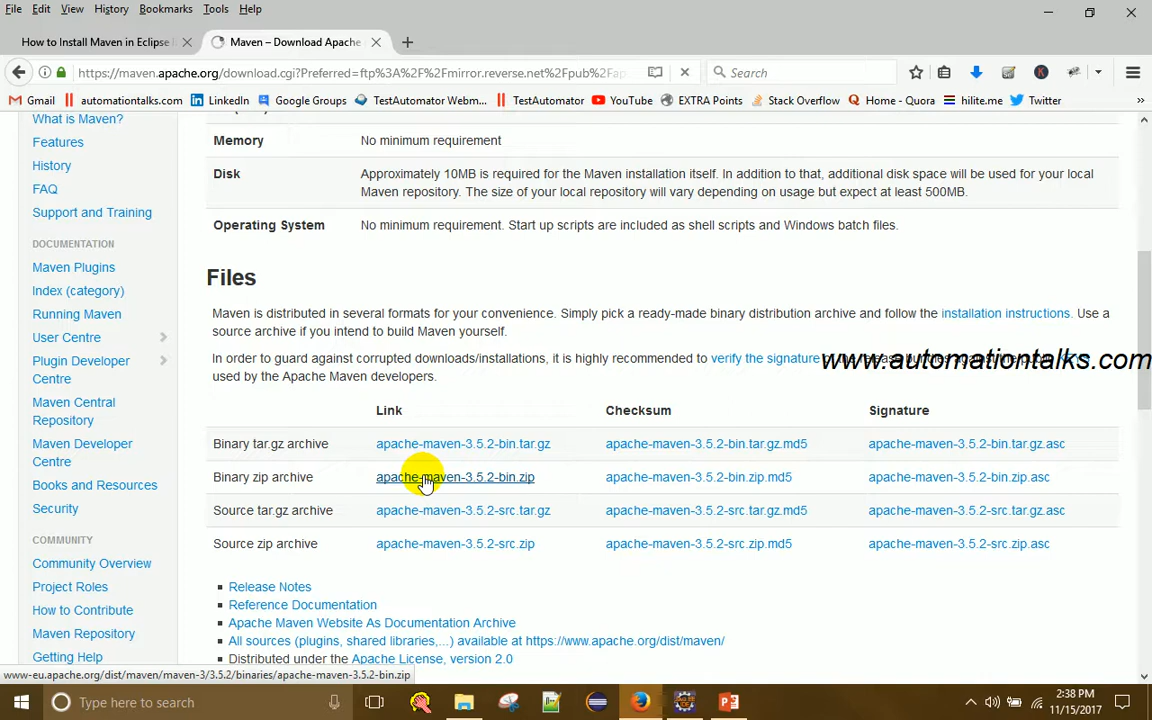 File Edit View History Bookmarks Tools Help
How to Install Maven in Eclipse
Maven – Download Apache
https://maven.apache.org/download.cgi?Preferred=ftp%3A%2F%2Fmirror.reverse.net%2Fpub%2Fap
Search
Gmail automationtalks.com LinkedIn Google Groups TestAutomator Webm... TestAutomator YouTube EXTRA Points Stack Overflow Home - Quora hilite.me Twitter
What is Maven?
Features
History
FAQ
Support and Training
DOCUMENTATION
Maven Plugins
Index (category)
Running Maven
User Centre
Plugin Developer
Centre
Maven Central
Repository
Maven Developer
Centre
Books and Resources
Security
COMMUNITY
Community Overview
Project Roles
How to Contribute
Maven Repository
Getting Help
Memory No minimum requirement
Disk Approximately 10MB is required for the Maven installation itself. In addition to that, additional disk space will be used for your local
Maven repository. The size of your local repository will vary depending on usage but expect at least 500MB.
Operating System No minimum requirement. Start up scripts are included as shell scripts and Windows batch files.
Files
Maven is distributed in several formats for your convenience. Simply pick a ready-made binary distribution archive and follow the installation instructions. Use a
source archive if you intend to build Maven yourself.
In order to guard against corrupted downloads/installations, it is highly recommended to verify the signature
www.automationtalks.com
used by the Apache Maven developers.
Link Checksum Signature
Binary tar.gz archive apache-maven-3.5.2-bin.tar.gz apache-maven-3.5.2-bin.tar.gz.md5 apache-maven-3.5.2-bin.tar.gz.asc
Binary zip archive apache-maven-3.5.2-bin.zip apache-maven-3.5.2-bin.zip.md5 apache-maven-3.5.2-bin.zip.asc
Source tar.gz archive apache-maven-3.5.2-src.tar.gz apache-maven-3.5.2-src.tar.gz.md5 apache-maven-3.5.2-src.tar.gz.asc
Source zip archive apache-maven-3.5.2-src.zip apache-maven-3.5.2-src.zip.md5 apache-maven-3.5.2-src.zip.asc
Release Notes
Reference Documentation
Apache Maven Website As Documentation Archive
All sources (plugins, shared libraries,...) available at https://www.apache.org/dist/maven/
Distributed under the Apache License, version 2.0
www-eu.apache.org/dist/maven/maven-3/3.5.2/binaries/apache-maven-3.5.2-bin.zip
Type here to search
2:38 PM
11/15/2017